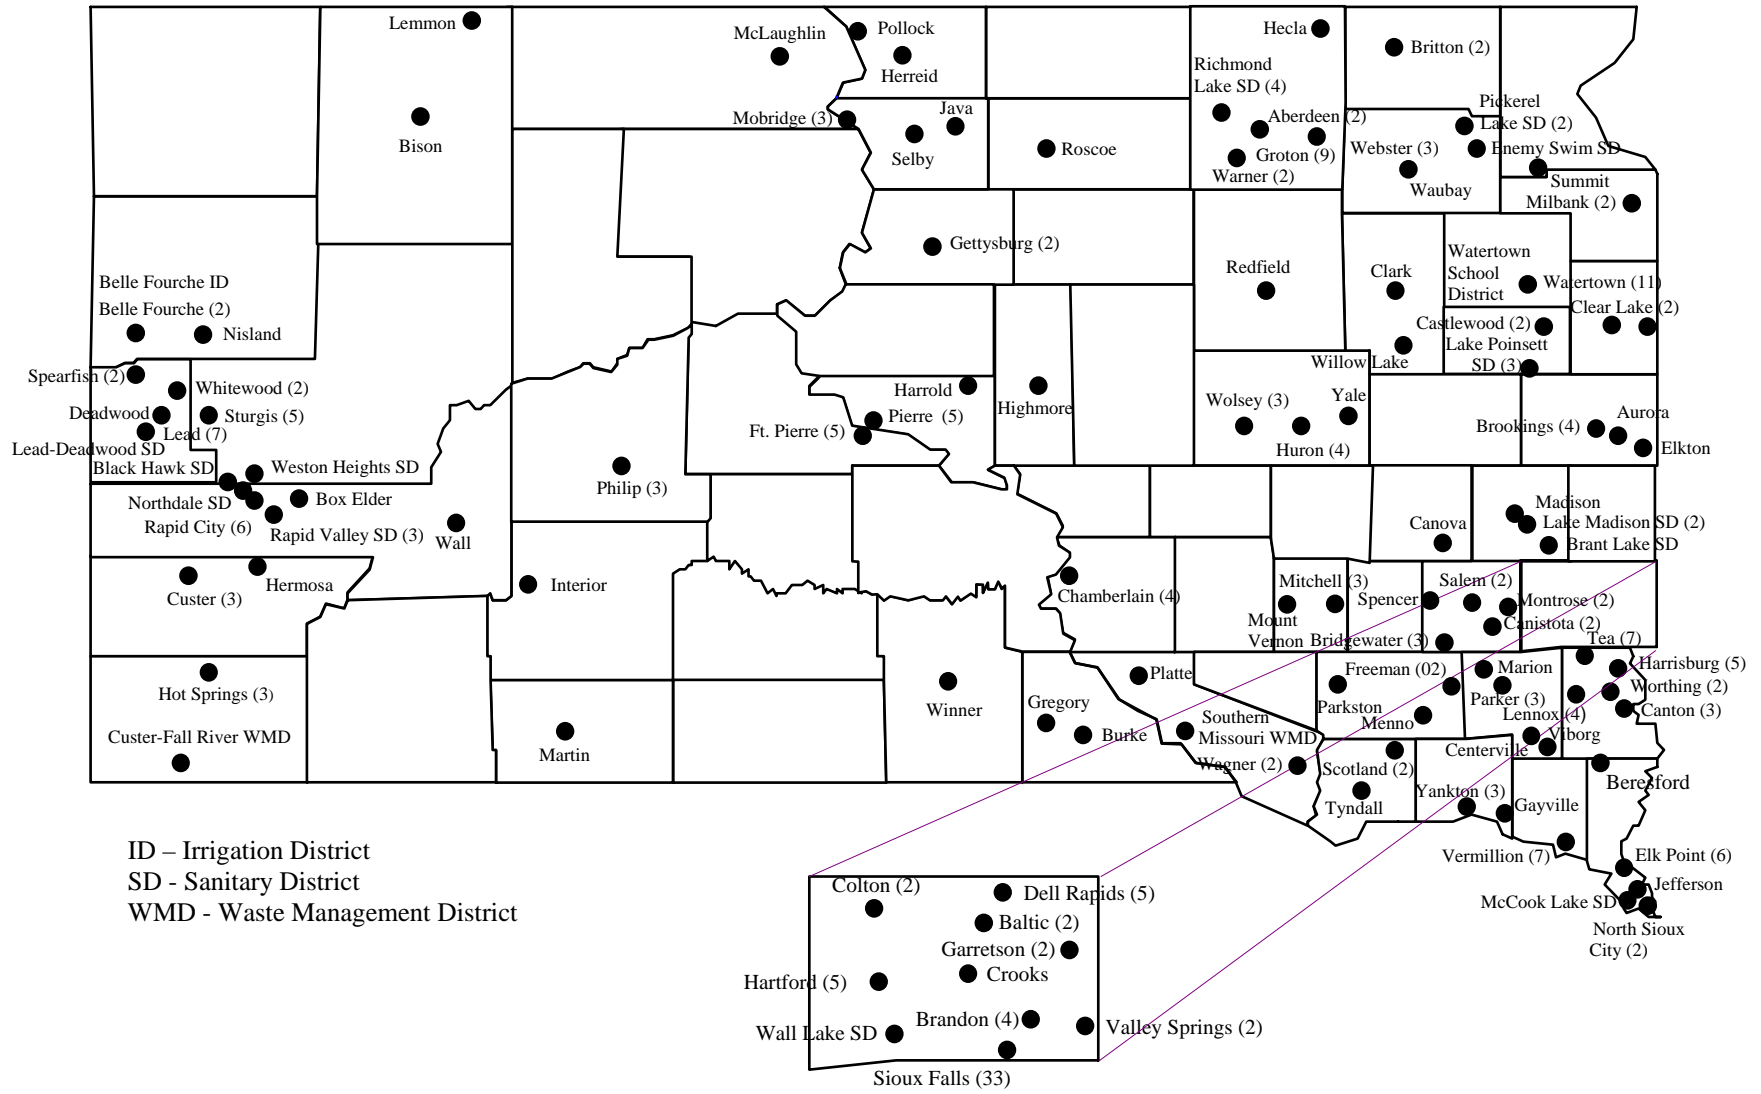 Lemmon
McLaughlin
Pollock
Herreid
Hecla
Britton (2)
Richmond
Lake SD (4)
Bison
Mobridge (3)
Java
Selby
Roscoe
Aberdeen (2)
Groton (9)
Warner (2)
Pickerel
Lake SD (2)
Webster (3)
Enemy Swim SD
Waubay
Summit
Milbank (2)
Gettysburg (2)
Redfield
Clark
Watertown
School
District
Watertown (11)
Belle Fourche ID
Belle Fourche (2)
Nisland
Castlewood (2)
Clear Lake (2)
Lake Poinsett
SD (3)
Willow Lake
Spearfish (2)
Whitewood (2)
Deadwood
Sturgis (5)
Lead (7)
Lead-Deadwood SD
Black Hawk SD
Weston Heights SD
Northdale SD
Box Elder
Rapid City (6)
Rapid Valley SD (3)
Wall
Philip (3)
Harrold
Pierre (5)
Ft. Pierre (5)
Highmore
Wolsey (3)
Yale
Huron (4)
Brookings (4)
Aurora
Elkton
Canova
Madison
Lake Madison SD (2)
Brant Lake SD
Custer (3)
Hermosa
Interior
Chamberlain (4)
Mitchell (3)
Mount
Vernon
Spencer
Salem (2)
Montrose (2)
Canistota (2)
Bridgewater (3)
Tea (7)
Hot Springs (3)
Custer-Fall River WMD
Martin
Winner
Gregory
Burke
Platte
Southern
Missouri WMD
Wagner (2)
Freeman (02)
Parkston
Menno
Marion
Parker (3)
Harrisburg (5)
Worthing (2)
Canton (3)
Lennox (4)
Viborg
Centerville
Scotland (2)
Tyndall
Yankton (3)
Gayville
Beresford
Vermillion (7)
Elk Point (6)
Jefferson
McCook Lake SD
North Sioux
City (2)
ID – Irrigation District
SD - Sanitary District
WMD - Waste Management District
Colton (2)
Dell Rapids (5)
Baltic (2)
Garretson (2)
Crooks
Hartford (5)
Brandon (4)
Wall Lake SD
Valley Springs (2)
Sioux Falls (33)